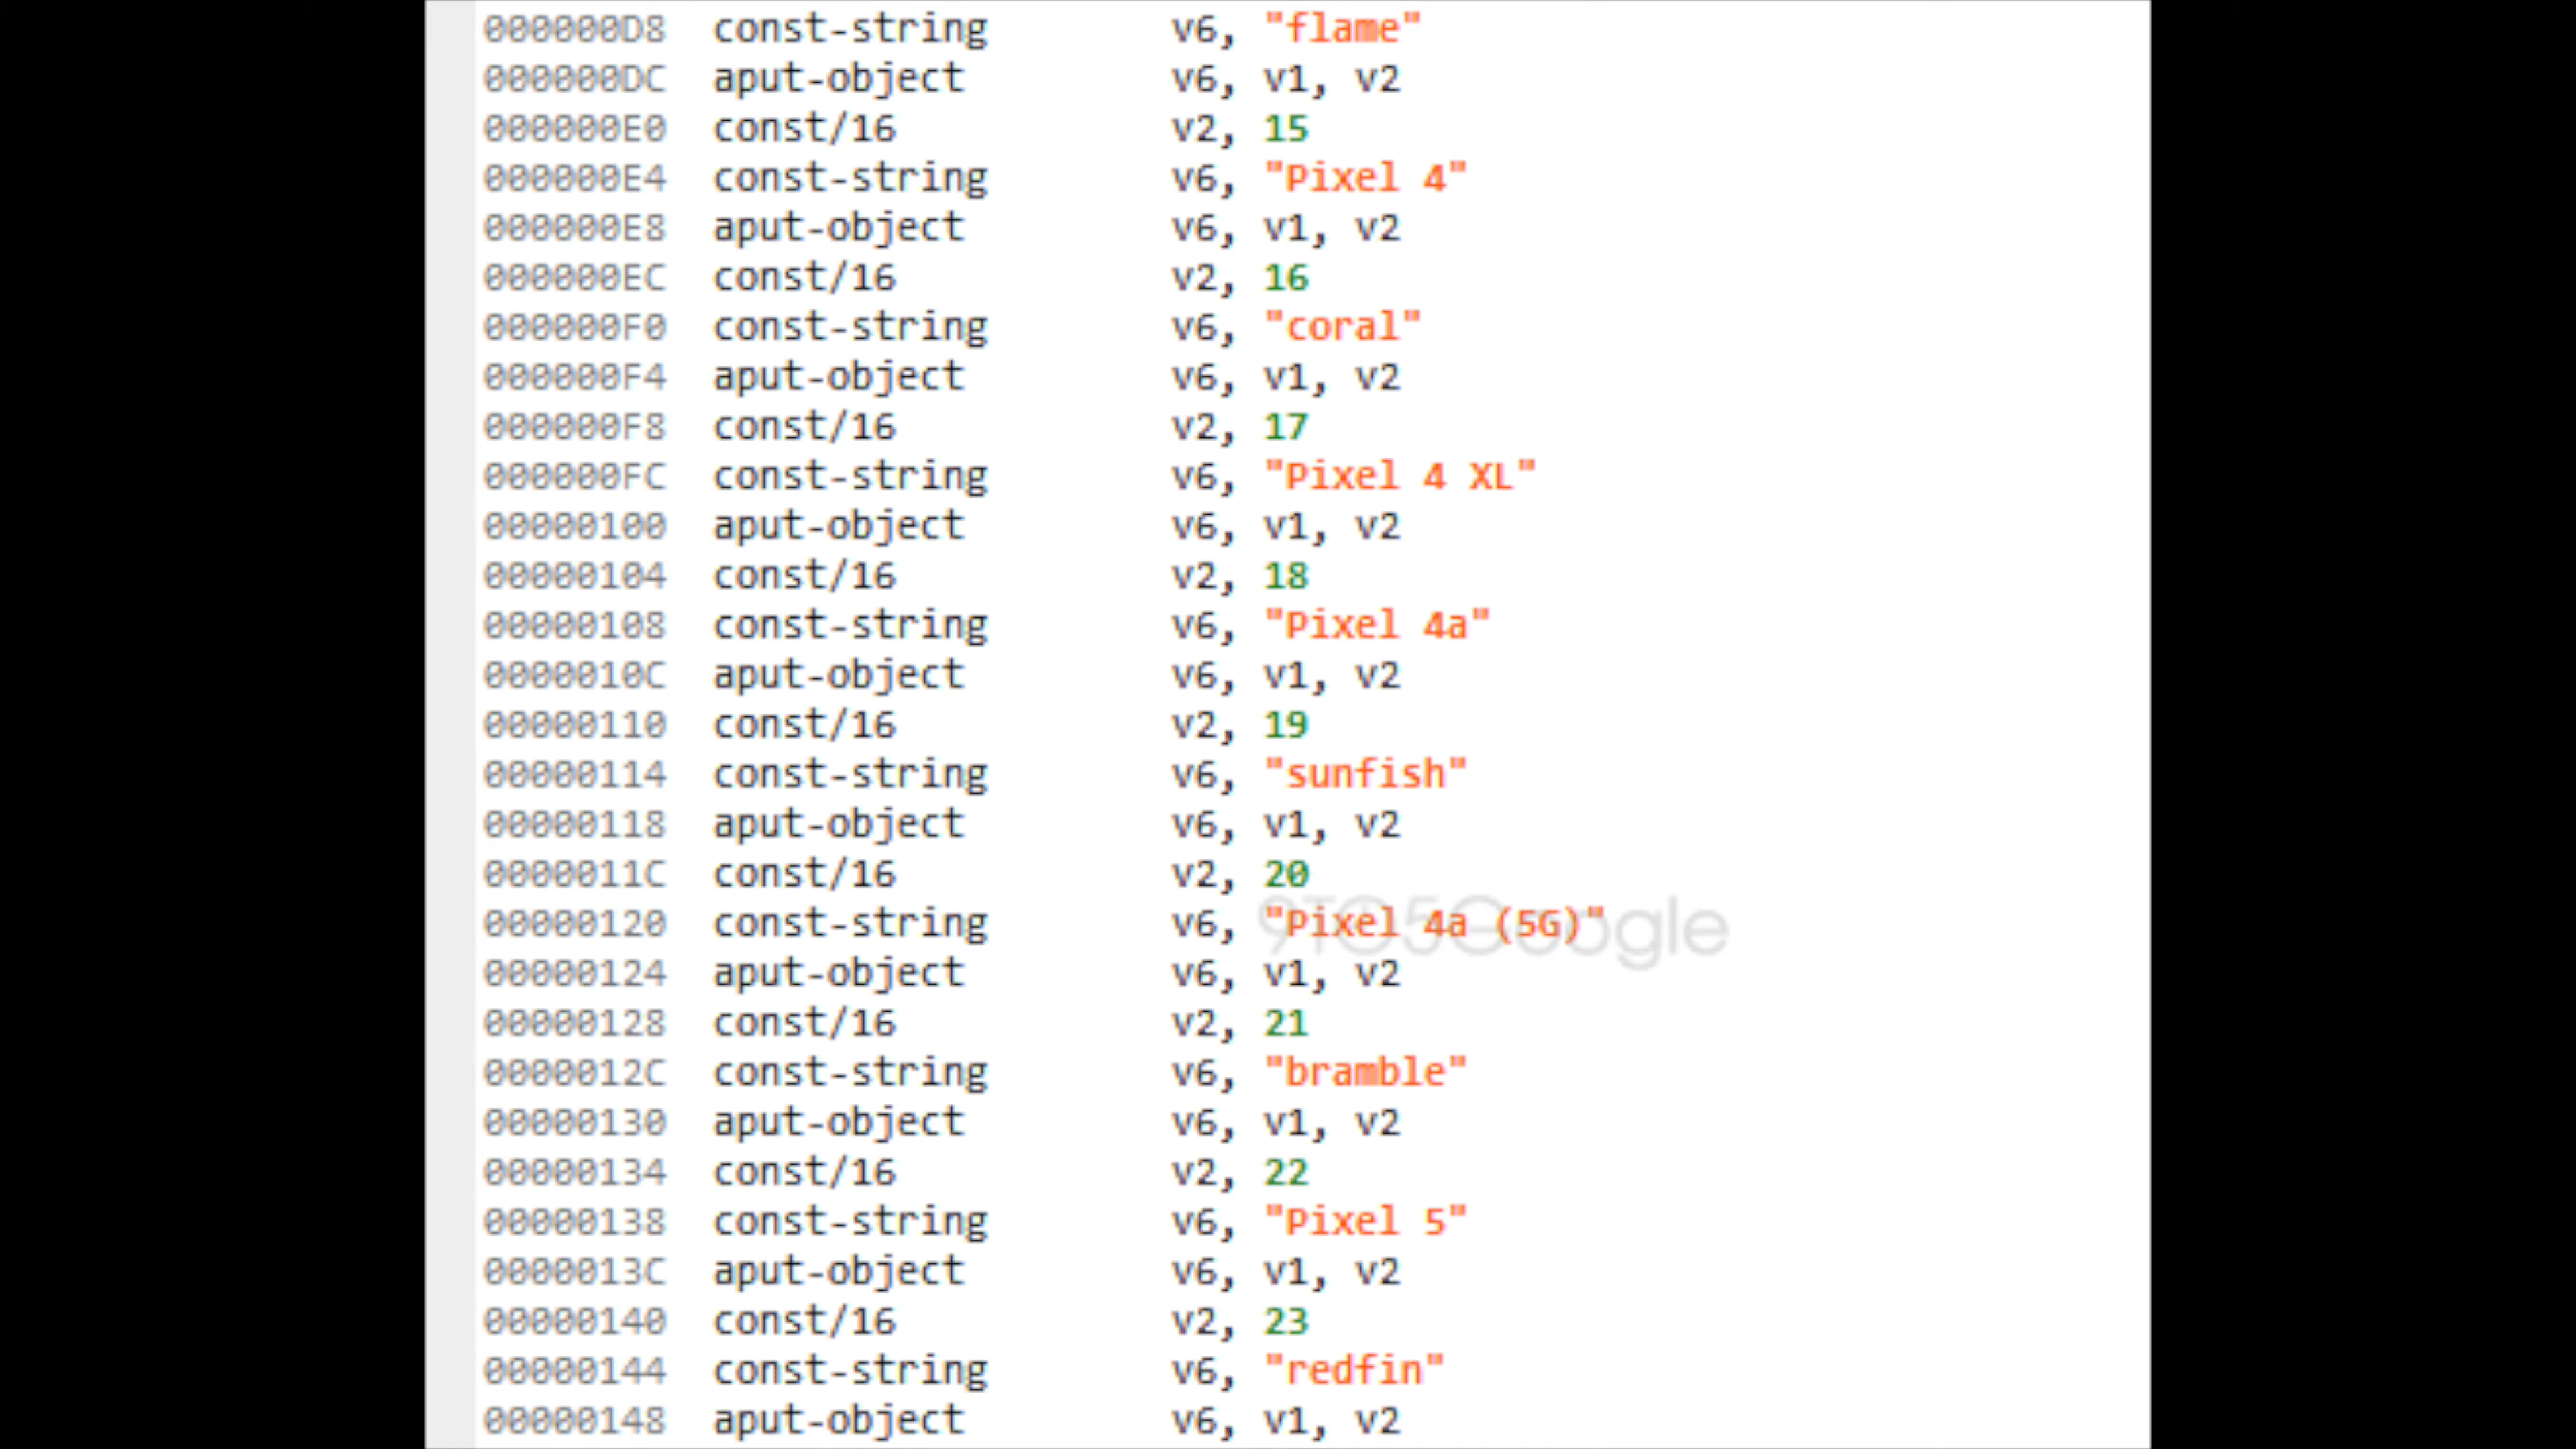 000000D8 const-string v6, "flame"
000000DC aput-object v6, v1, v2
000000E0 const/16 v2, 15
000000E4 const-string v6, "Pixel 4"
000000E8 aput-object v6, v1, v2
000000EC const/16 v2, 16
000000F0 const-string v6, "coral"
000000F4 aput-object v6, v1, v2
000000F8 const/16 v2, 17
000000FC const-string v6, "Pixel 4 XL"
00000100 aput-object v6, v1, v2
00000104 const/16 v2, 18
00000108 const-string v6, "Pixel 4a"
0000010C aput-object v6, v1, v2
00000110 const/16 v2, 19
00000114 const-string v6, "sunfish"
00000118 aput-object v6, v1, v2
0000011C const/16 v2, 20
00000120 const-string v6, "Pixel 4a (5G)"
9TO5Google
00000124 aput-object v6, v1, v2
00000128 const/16 v2, 21
0000012C const-string v6, "bramble"
00000130 aput-object v6, v1, v2
00000134 const/16 v2, 22
00000138 const-string v6, "Pixel 5"
0000013C aput-object v6, v1, v2
00000140 const/16 v2, 23
00000144 const-string v6, "redfin"
00000148 aput-object v6, v1, v2